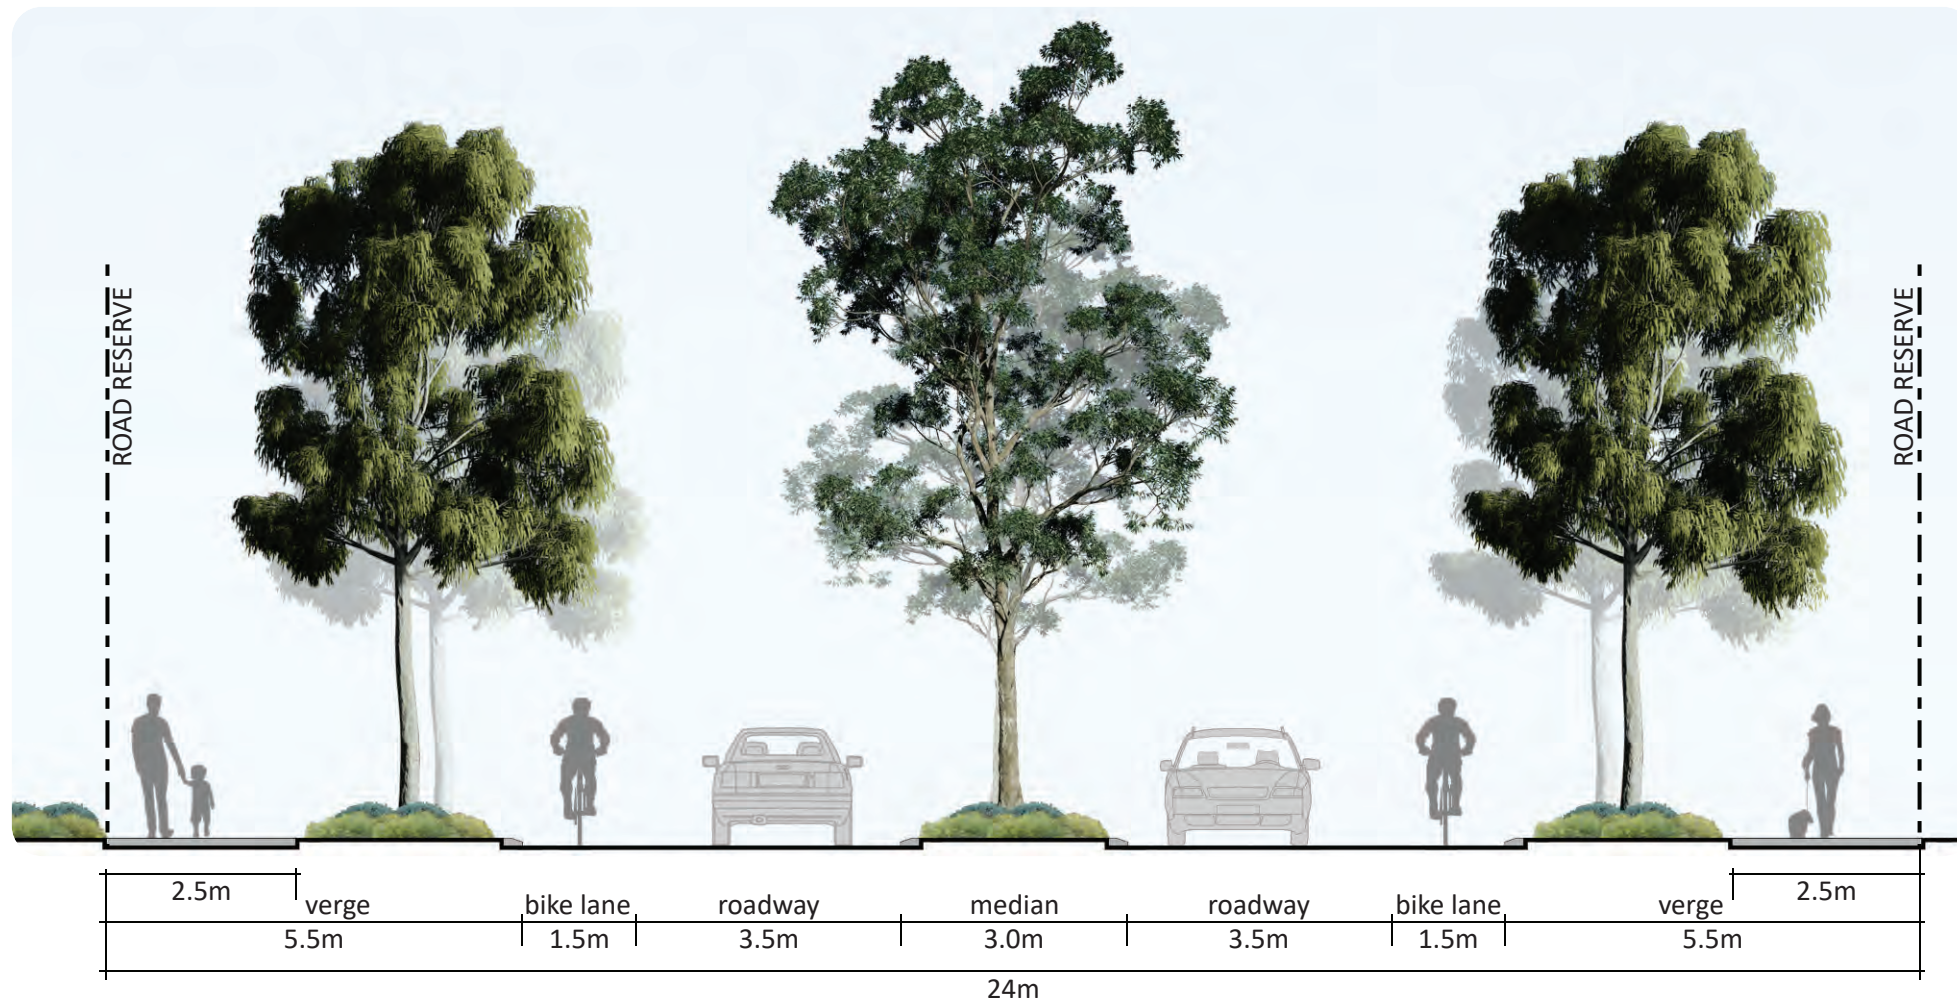 ROAD RESERVE
ROAD RESERVE
2.5m
2.5m
verge
bike lane
roadway
median
roadway
bike lane
verge
5.5m
1.5m
3.5m
3.0m
3.5m
1.5m
5.5m
24m